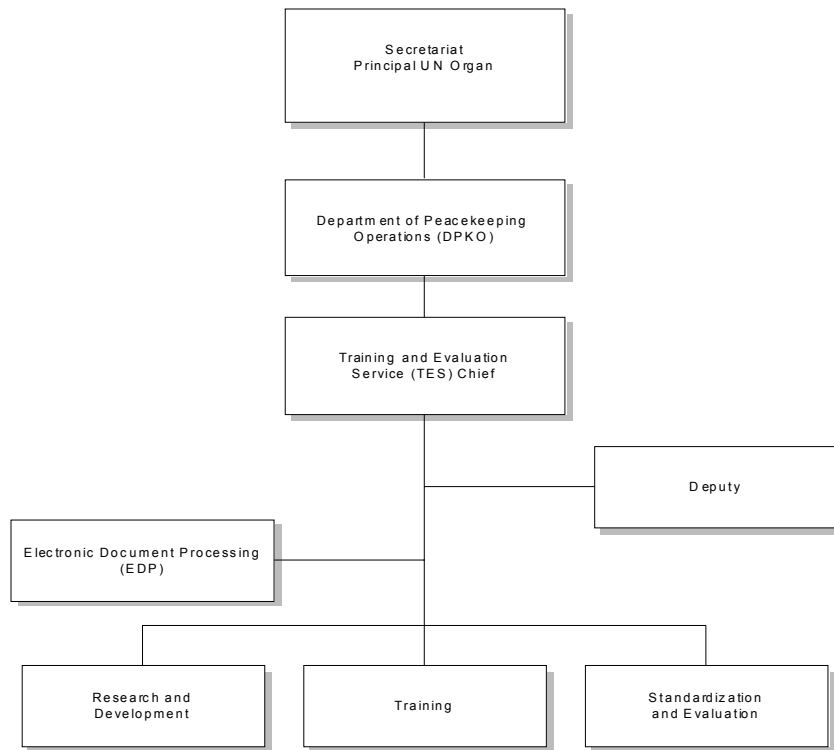 Secretariat
Principal UN Organ
Department of Peacekeeping
Operations (DPKO)
Training and Evaluation
Service (TES) Chief
Deputy
Electronic Document Processing
(EDP)
Research and
Development
Training
Standardization
and Evaluation